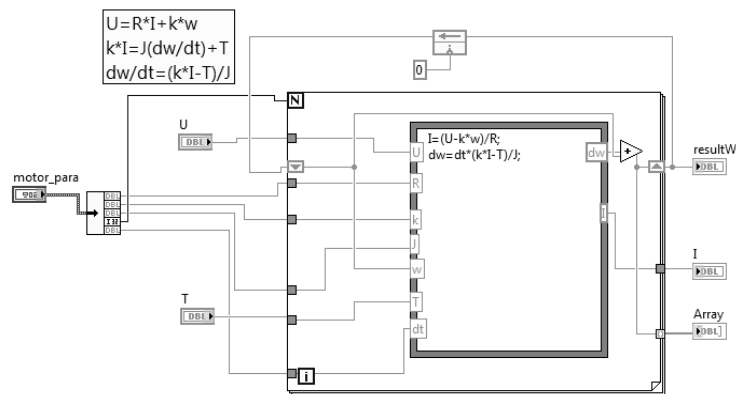 U=R*I+k*w
k*I=J(dw/dt)+T
dw/dt=(k*I-T)/J
0
N
U
DBL
I=(U-k*w)/R;
dw=dt*(k*I-T)/J;
U
dw
+
resultW
DBL
motor_para
DBL
DBL
DBL
DBL
R
I
k
J
w
I
DBL
T
DBL
T
dt
Array
DBL
i